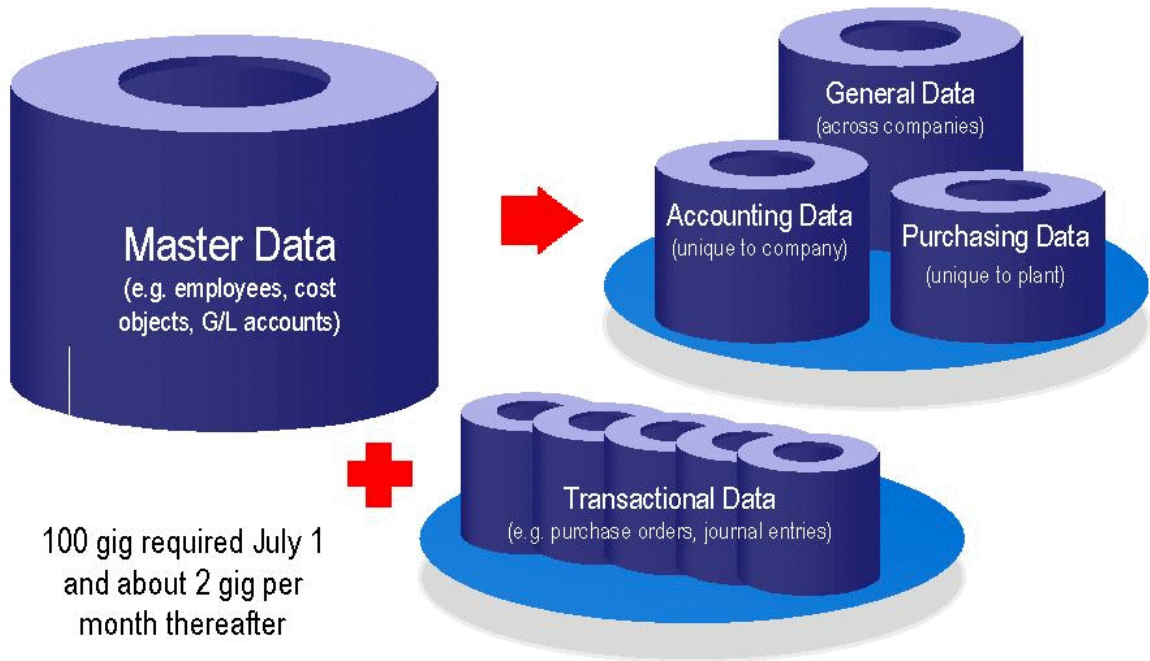 Master Data
(e.g. employees, cost
objects, G/L accounts)
General Data
(across companies)
Accounting Data
(unique to company)
Purchasing Data
(unique to plant)
Transactional Data
(e.g. purchase orders, journal entries)
100 gig required July 1
and about 2 gig per
month thereafter